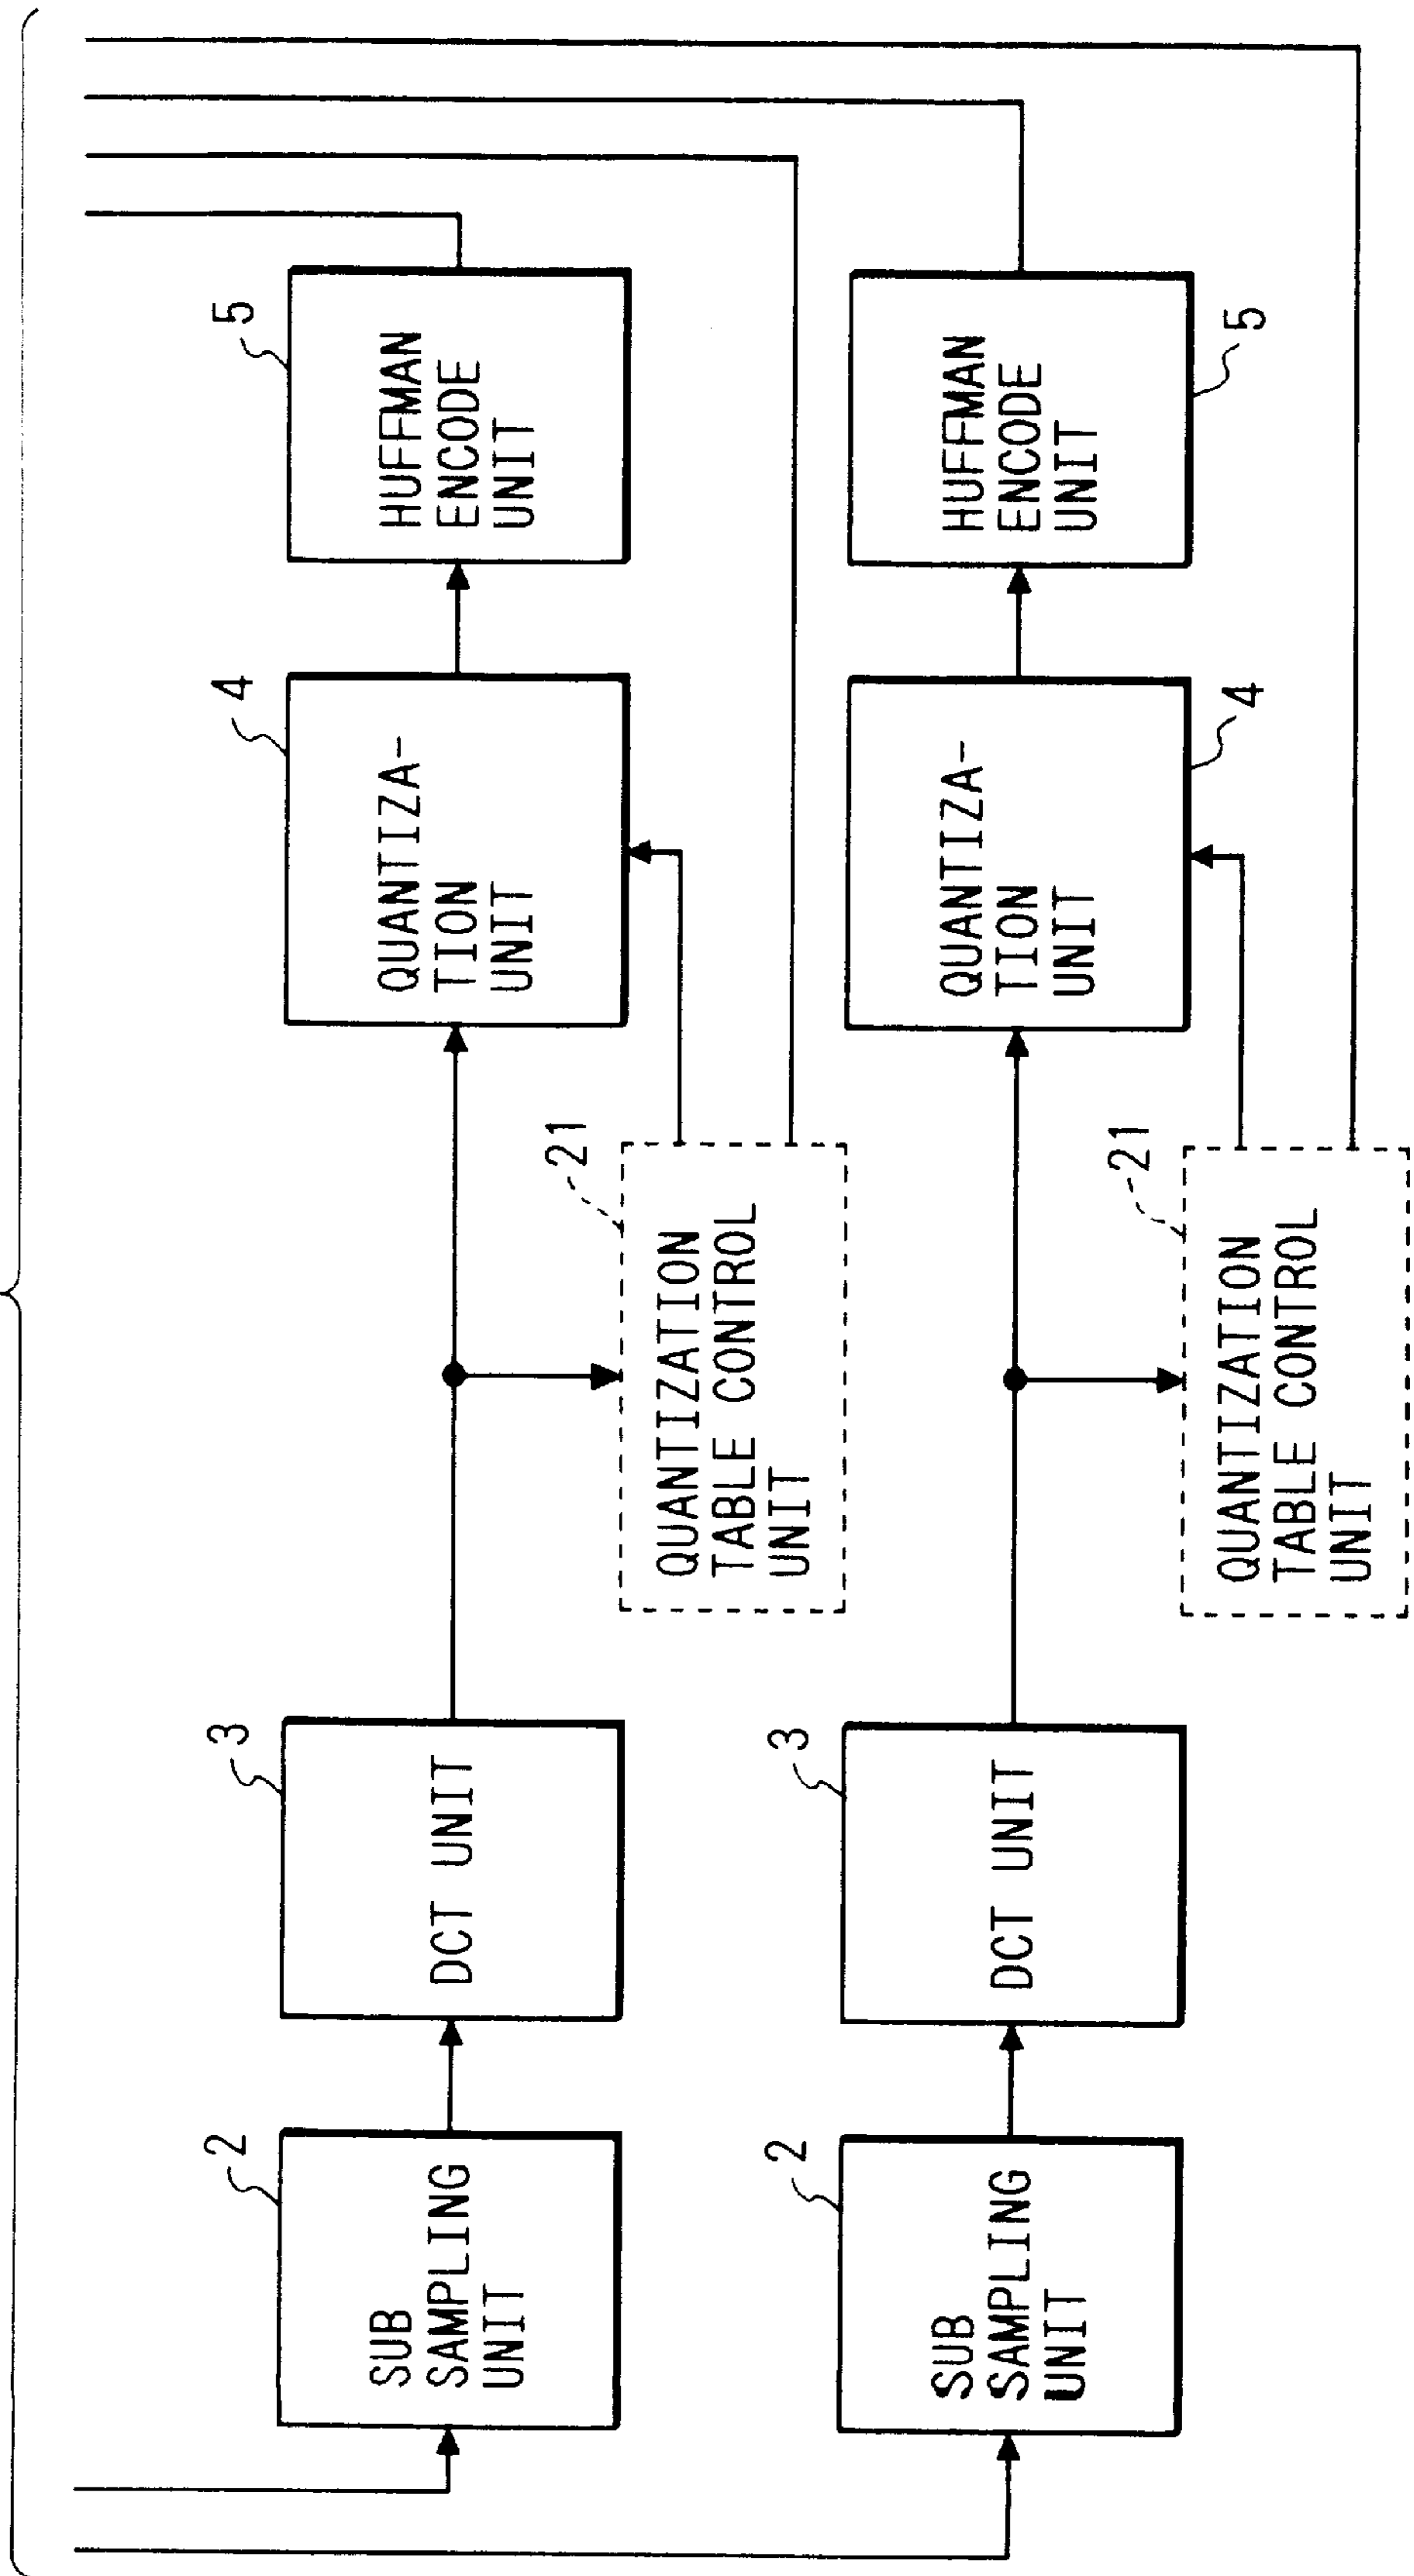 2
SUB
SAMPLING
UNIT
3
DCT UNIT
21
QUANTIZATION
TABLE CONTROL
UNIT
4
QUANTIZA-
TION
UNIT
5
HUFFMAN
ENCODE
UNIT
2
SUB
SAMPLING
UNIT
3
DCT UNIT
21
QUANTIZATION
TABLE CONTROL
UNIT
4
QUANTIZA-
TION
UNIT
5
HUFFMAN
ENCODE
UNIT